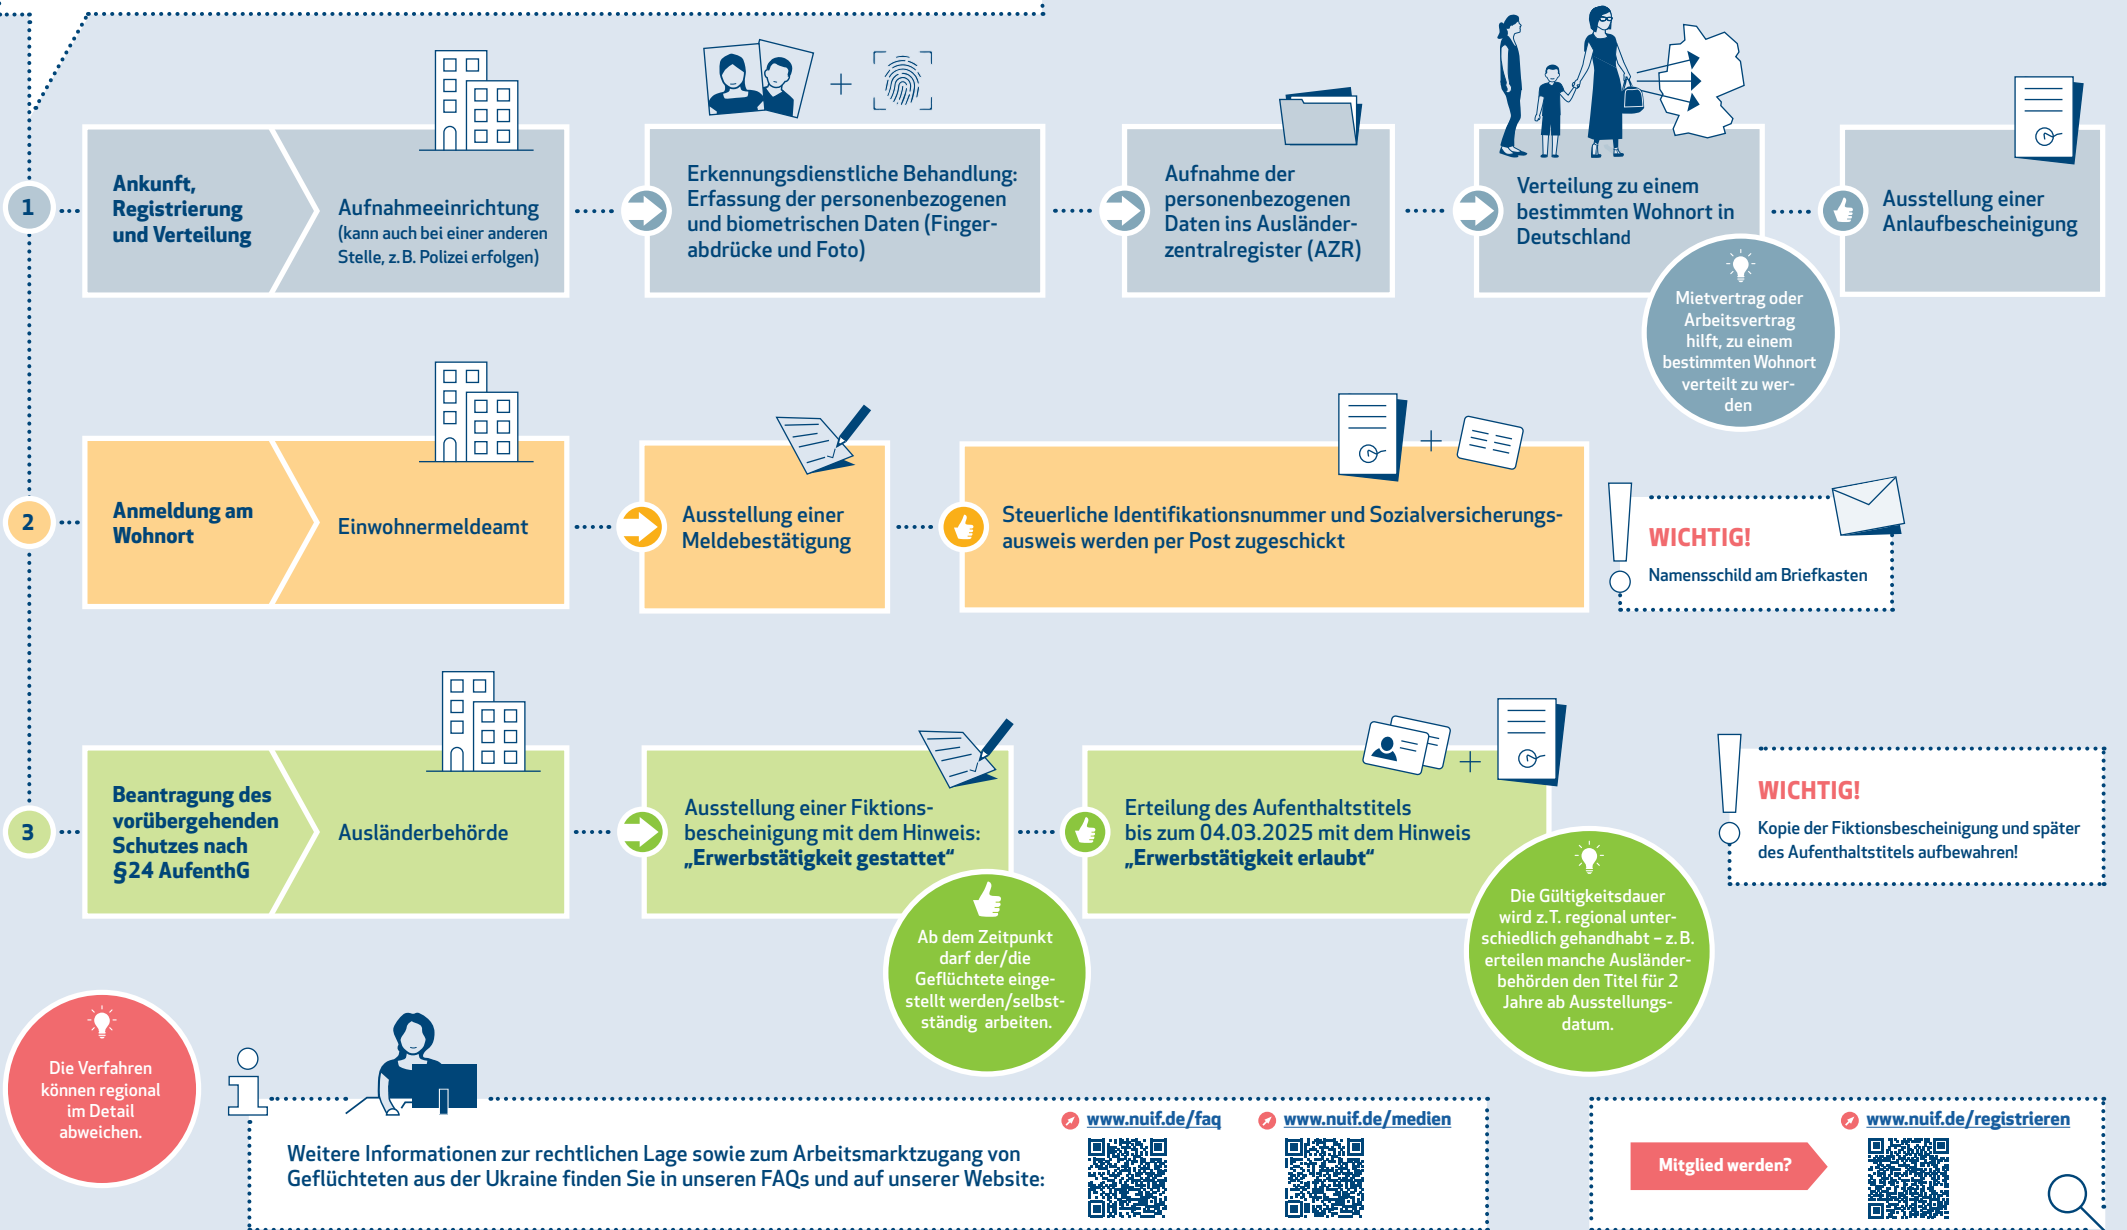 1
Ankunft,
Registrierung
und Verteilung
Aufnahmeeinrichtung
(kann auch bei einer anderen
Stelle, z. B. Polizei erfolgen)
Erkennungsdienstliche Behandlung:
Erfassung der personenbezogenen
und biometrischen Daten (Finger-
abdrücke und Foto)
Aufnahme der
personenbezogenen
Daten ins Ausländer-
zentralregister (AZR)
Verteilung zu einem
bestimmten Wohnort in
Deutschland
Mietvertrag oder
Arbeitsvertrag
hilft, zu einem
bestimmten Wohnort
verteilt zu wer-
den
Ausstellung einer
Anlaufbescheinigung
2
Anmeldung am
Wohnort
Einwohnermeldeamt
Ausstellung einer
Meldebestätigung
Steuerliche Identifikationsnummer und Sozialversicherungs-
ausweis werden per Post zugeschickt
WICHTIG!
Namensschild am Briefkasten
3
Beantragung des
vorübergehenden
Schutzes nach
§24 AufenthG
Ausländerbehörde
Ausstellung einer Fiktions-
bescheinigung mit dem Hinweis:
„Erwerbstätigkeit gestattet“
Ab dem Zeitpunkt
darf der/die
Geflüchtete einge-
stellt werden/selbst-
ständig arbeiten.
Erteilung des Aufenthaltstitels
bis zum 04.03.2025 mit dem Hinweis
„Erwerbstätigkeit erlaubt“
Die Gültigkeitsdauer
wird z. T. regional unter-
schiedlich gehandhabt – z. B.
erteilen manche Ausländer-
behörden den Titel für 2
Jahre ab Ausstellungs-
datum.
WICHTIG!
Kopie der Fiktionsbescheinigung und später
des Aufenthaltstitels aufbewahren!
Die Verfahren
können regional
im Detail
abweichen.
Weitere Informationen zur rechtlichen Lage sowie zum Arbeitsmarktzugang von
Geflüchteten aus der Ukraine finden Sie in unseren FAQs und auf unserer Website:
www.nuif.de/faq
www.nuif.de/medien
Mitglied werden?
www.nuif.de/registrieren